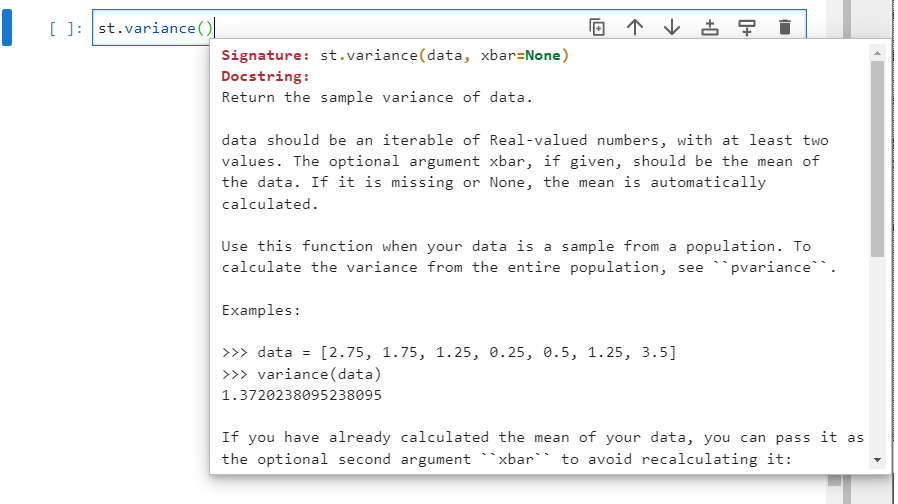 [ ]: st.variance()
Signature: st.variance(data, xbar=None)
Docstring:
Return the sample variance of data.
data should be an iterable of Real-valued numbers, with at least two
values. The optional argument xbar, if given, should be the mean of
the data. If it is missing or None, the mean is automatically
calculated.
Use this function when your data is a sample from a population. To
calculate the variance from the entire population, see ``pvariance``.
Examples:
>>> data = [2.75, 1.75, 1.25, 0.25, 0.5, 1.25, 3.5]
>>> variance(data)
1.3720238095238095
If you have already calculated the mean of your data, you can pass it as
the optional second argument ``xbar`` to avoid recalculating it: